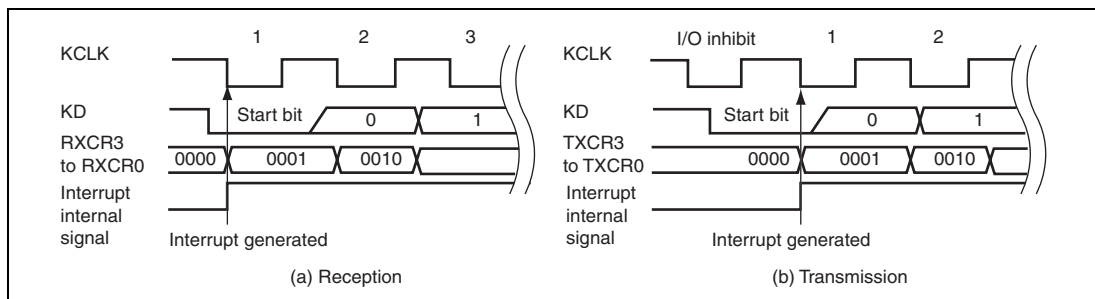 KCLK
1 2 3
KD
Start bit 0 1
RXCR3
to RXCR0
0000 0001 0010
Interrupt
internal
signal
Interrupt generated
(a) Reception
I/O inhibit 1 2
KCLK
KD
Start bit 0 1
TXCR3
to TXCR0
0000 0001 0010
Interrupt
internal
signal
Interrupt generated
(b) Transmission